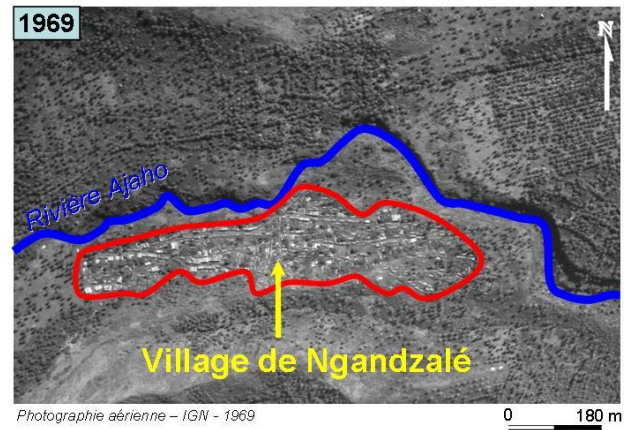 1969
N
Rivière Ajaho
Village de Ngandzalé
Photographie aérienne – IGN - 1969
0 180 m